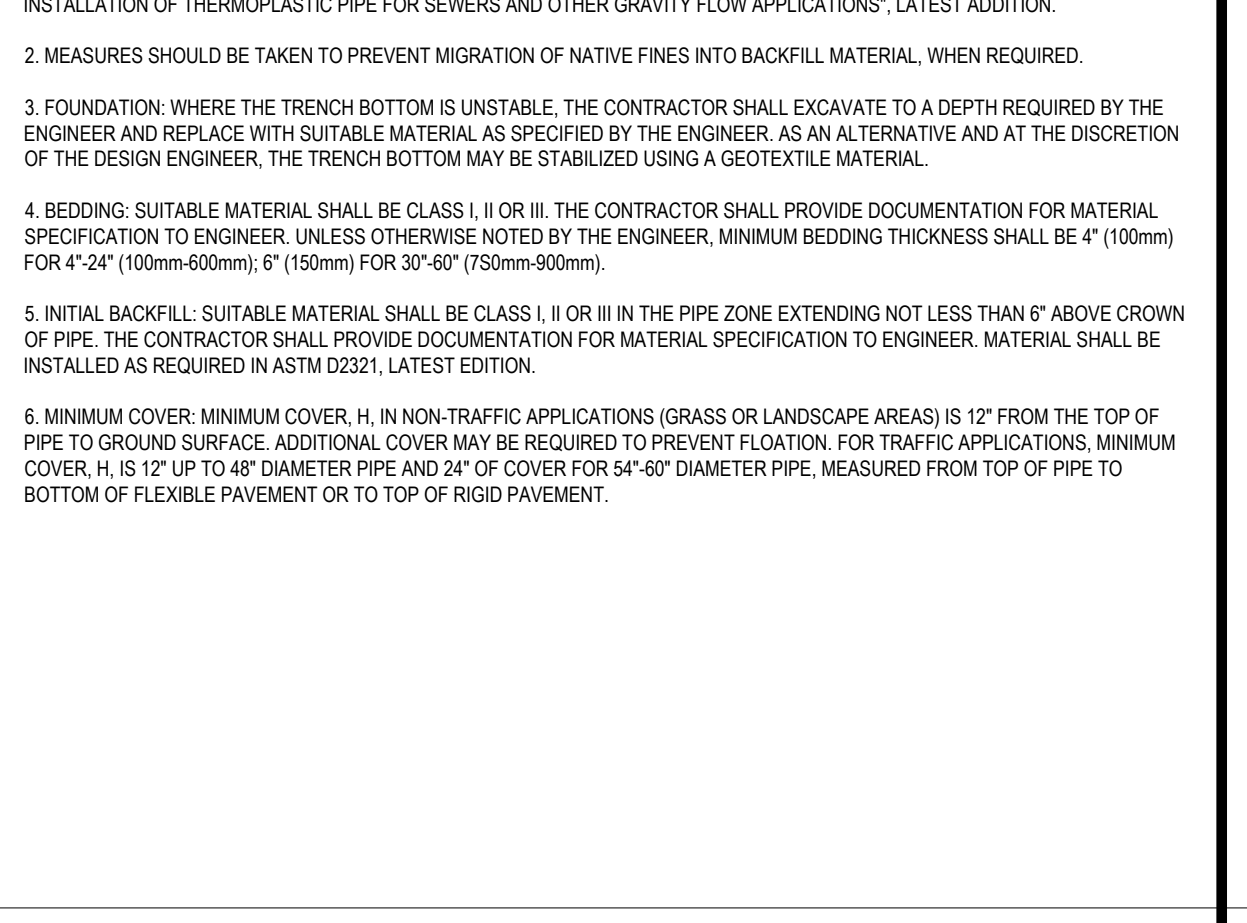 INSTALLATION OF THERMOPLASTIC PIPE FOR SEWERS AND OTHER GRAVITY FLOW APPLICATIONS", LATEST ADDITION.
2. MEASURES SHOULD BE TAKEN TO PREVENT MIGRATION OF NATIVE FINES INTO BACKFILL MATERIAL, WHEN REQUIRED.
3. FOUNDATION: WHERE THE TRENCH BOTTOM IS UNSTABLE, THE CONTRACTOR SHALL EXCAVATE TO A DEPTH REQUIRED BY THE
ENGINEER AND REPLACE WITH SUITABLE MATERIAL AS SPECIFIED BY THE ENGINEER. AS AN ALTERNATIVE AND AT THE DISCRETION
OF THE DESIGN ENGINEER, THE TRENCH BOTTOM MAY BE STABILIZED USING A GEOTEXTILE MATERIAL.
4. BEDDING: SUITABLE MATERIAL SHALL BE CLASS I, II OR III. THE CONTRACTOR SHALL PROVIDE DOCUMENTATION FOR MATERIAL
SPECIFICATION TO ENGINEER. UNLESS OTHERWISE NOTED BY THE ENGINEER, MINIMUM BEDDING THICKNESS SHALL BE 4" (100mm)
FOR 4"-24" (100mm-600mm); 6" (150mm) FOR 30"-60" (7S0mm-900mm).
5. INITIAL BACKFILL: SUITABLE MATERIAL SHALL BE CLASS I, II OR III IN THE PIPE ZONE EXTENDING NOT LESS THAN 6" ABOVE CROWN
OF PIPE. THE CONTRACTOR SHALL PROVIDE DOCUMENTATION FOR MATERIAL SPECIFICATION TO ENGINEER. MATERIAL SHALL BE
INSTALLED AS REQUIRED IN ASTM D2321, LATEST EDITION.
6. MINIMUM COVER: MINIMUM COVER, H, IN NON-TRAFFIC APPLICATIONS (GRASS OR LANDSCAPE AREAS) IS 12" FROM THE TOP OF
PIPE TO GROUND SURFACE. ADDITIONAL COVER MAY BE REQUIRED TO PREVENT FLOATION. FOR TRAFFIC APPLICATIONS, MINIMUM
COVER, H, IS 12" UP TO 48" DIAMETER PIPE AND 24" OF COVER FOR 54"-60" DIAMETER PIPE, MEASURED FROM TOP OF PIPE TO
BOTTOM OF FLEXIBLE PAVEMENT OR TO TOP OF RIGID PAVEMENT.